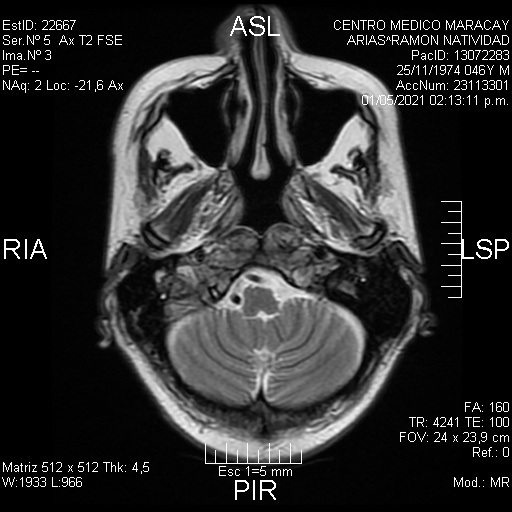 EstID: 22667
Ser.Nº 5 Ax T2 FSE
Ima.Nº 3
PE= --
NAq: 2 Loc: -21,6 Ax
ASL
CENTRO MEDICO MARACAY
ARIAS^RAMON NATIVIDAD
PacID: 13072283
25/11/1974 046Y M
AccNum: 23113301
01/05/2021 02:13:11 p.m.
RIA
LSP
FA: 160
TR: 4241 TE: 100
FOV: 24 x 23,9 cm
Ref.: 0
Mod.: MR
Matriz 512 x 512 Thk: 4,5
W:1933 L:966
Esc 1=5 mm
PIR